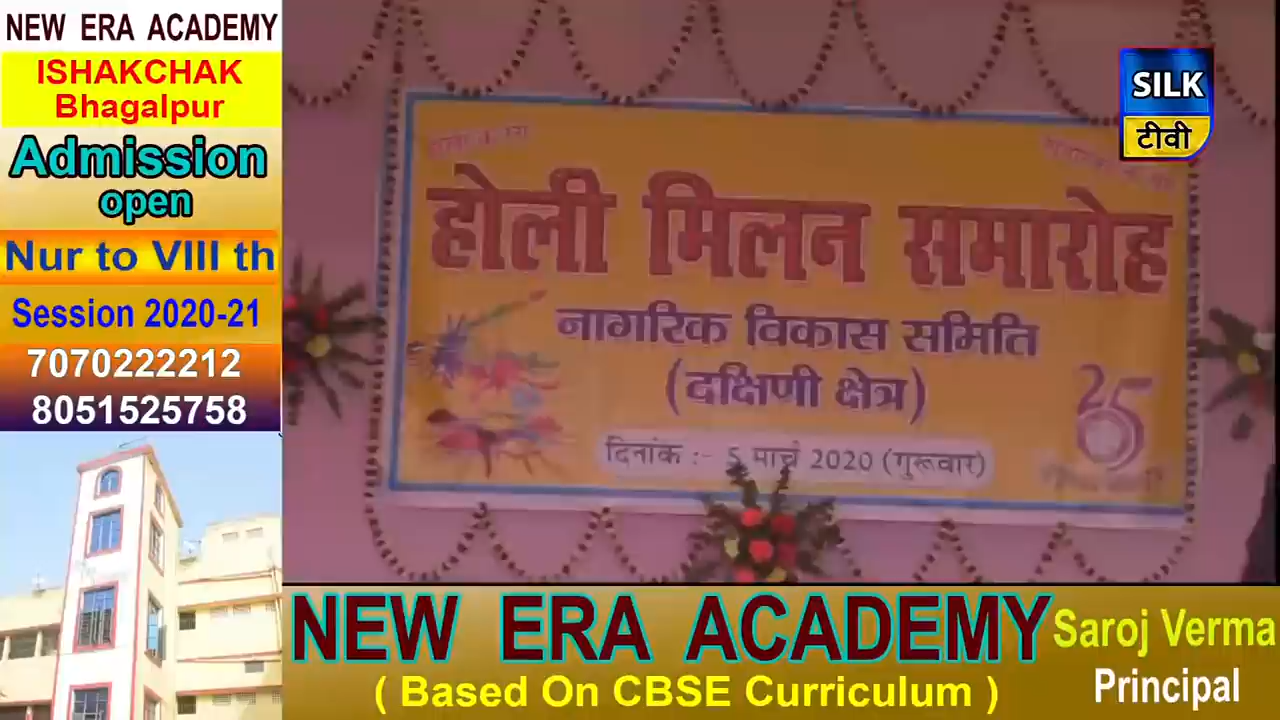 NEW ERA ACADEMY
ISHAKCHAK
Bhagalpur
Admission
open
Nur to VIII th
Session 2020-21
7070222212
8051525758
SILK
टीवी
होली मिलन समारोह
नागरिक विकास समिति
(दक्षिणी क्षेत्र)
25
दिनांक :- 5 मार्च 2020 (गुरूवार)
NEW ERA ACADEMY
( Based On CBSE Curriculum )
Saroj Verma
Principal